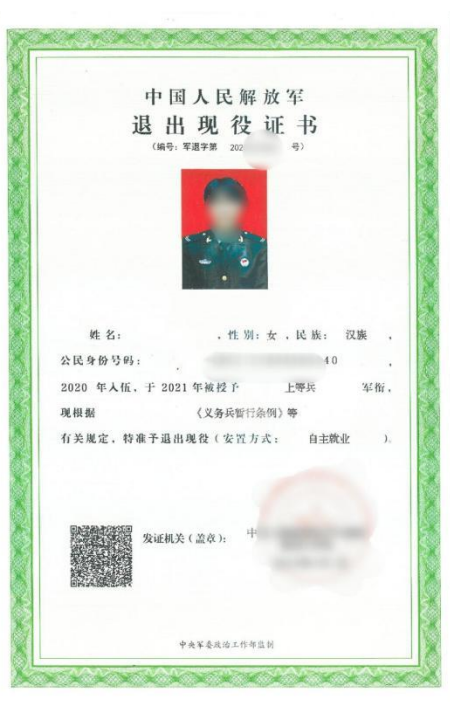 中国人民解放军
退出现役证书
(编号：军退字第 202 号)
姓名： ，性别：女，民族： 汉族 ，
公民身份号码： 40 ，
2020 年入伍，于 2021 年被授予 上等兵 军衔，
现根据 《义务兵暂行条例》等
有关规定，特准予退出现役（安置方式： 自主就业 ）。
发证机关（盖章）： 中
中央军委政治工作部监制